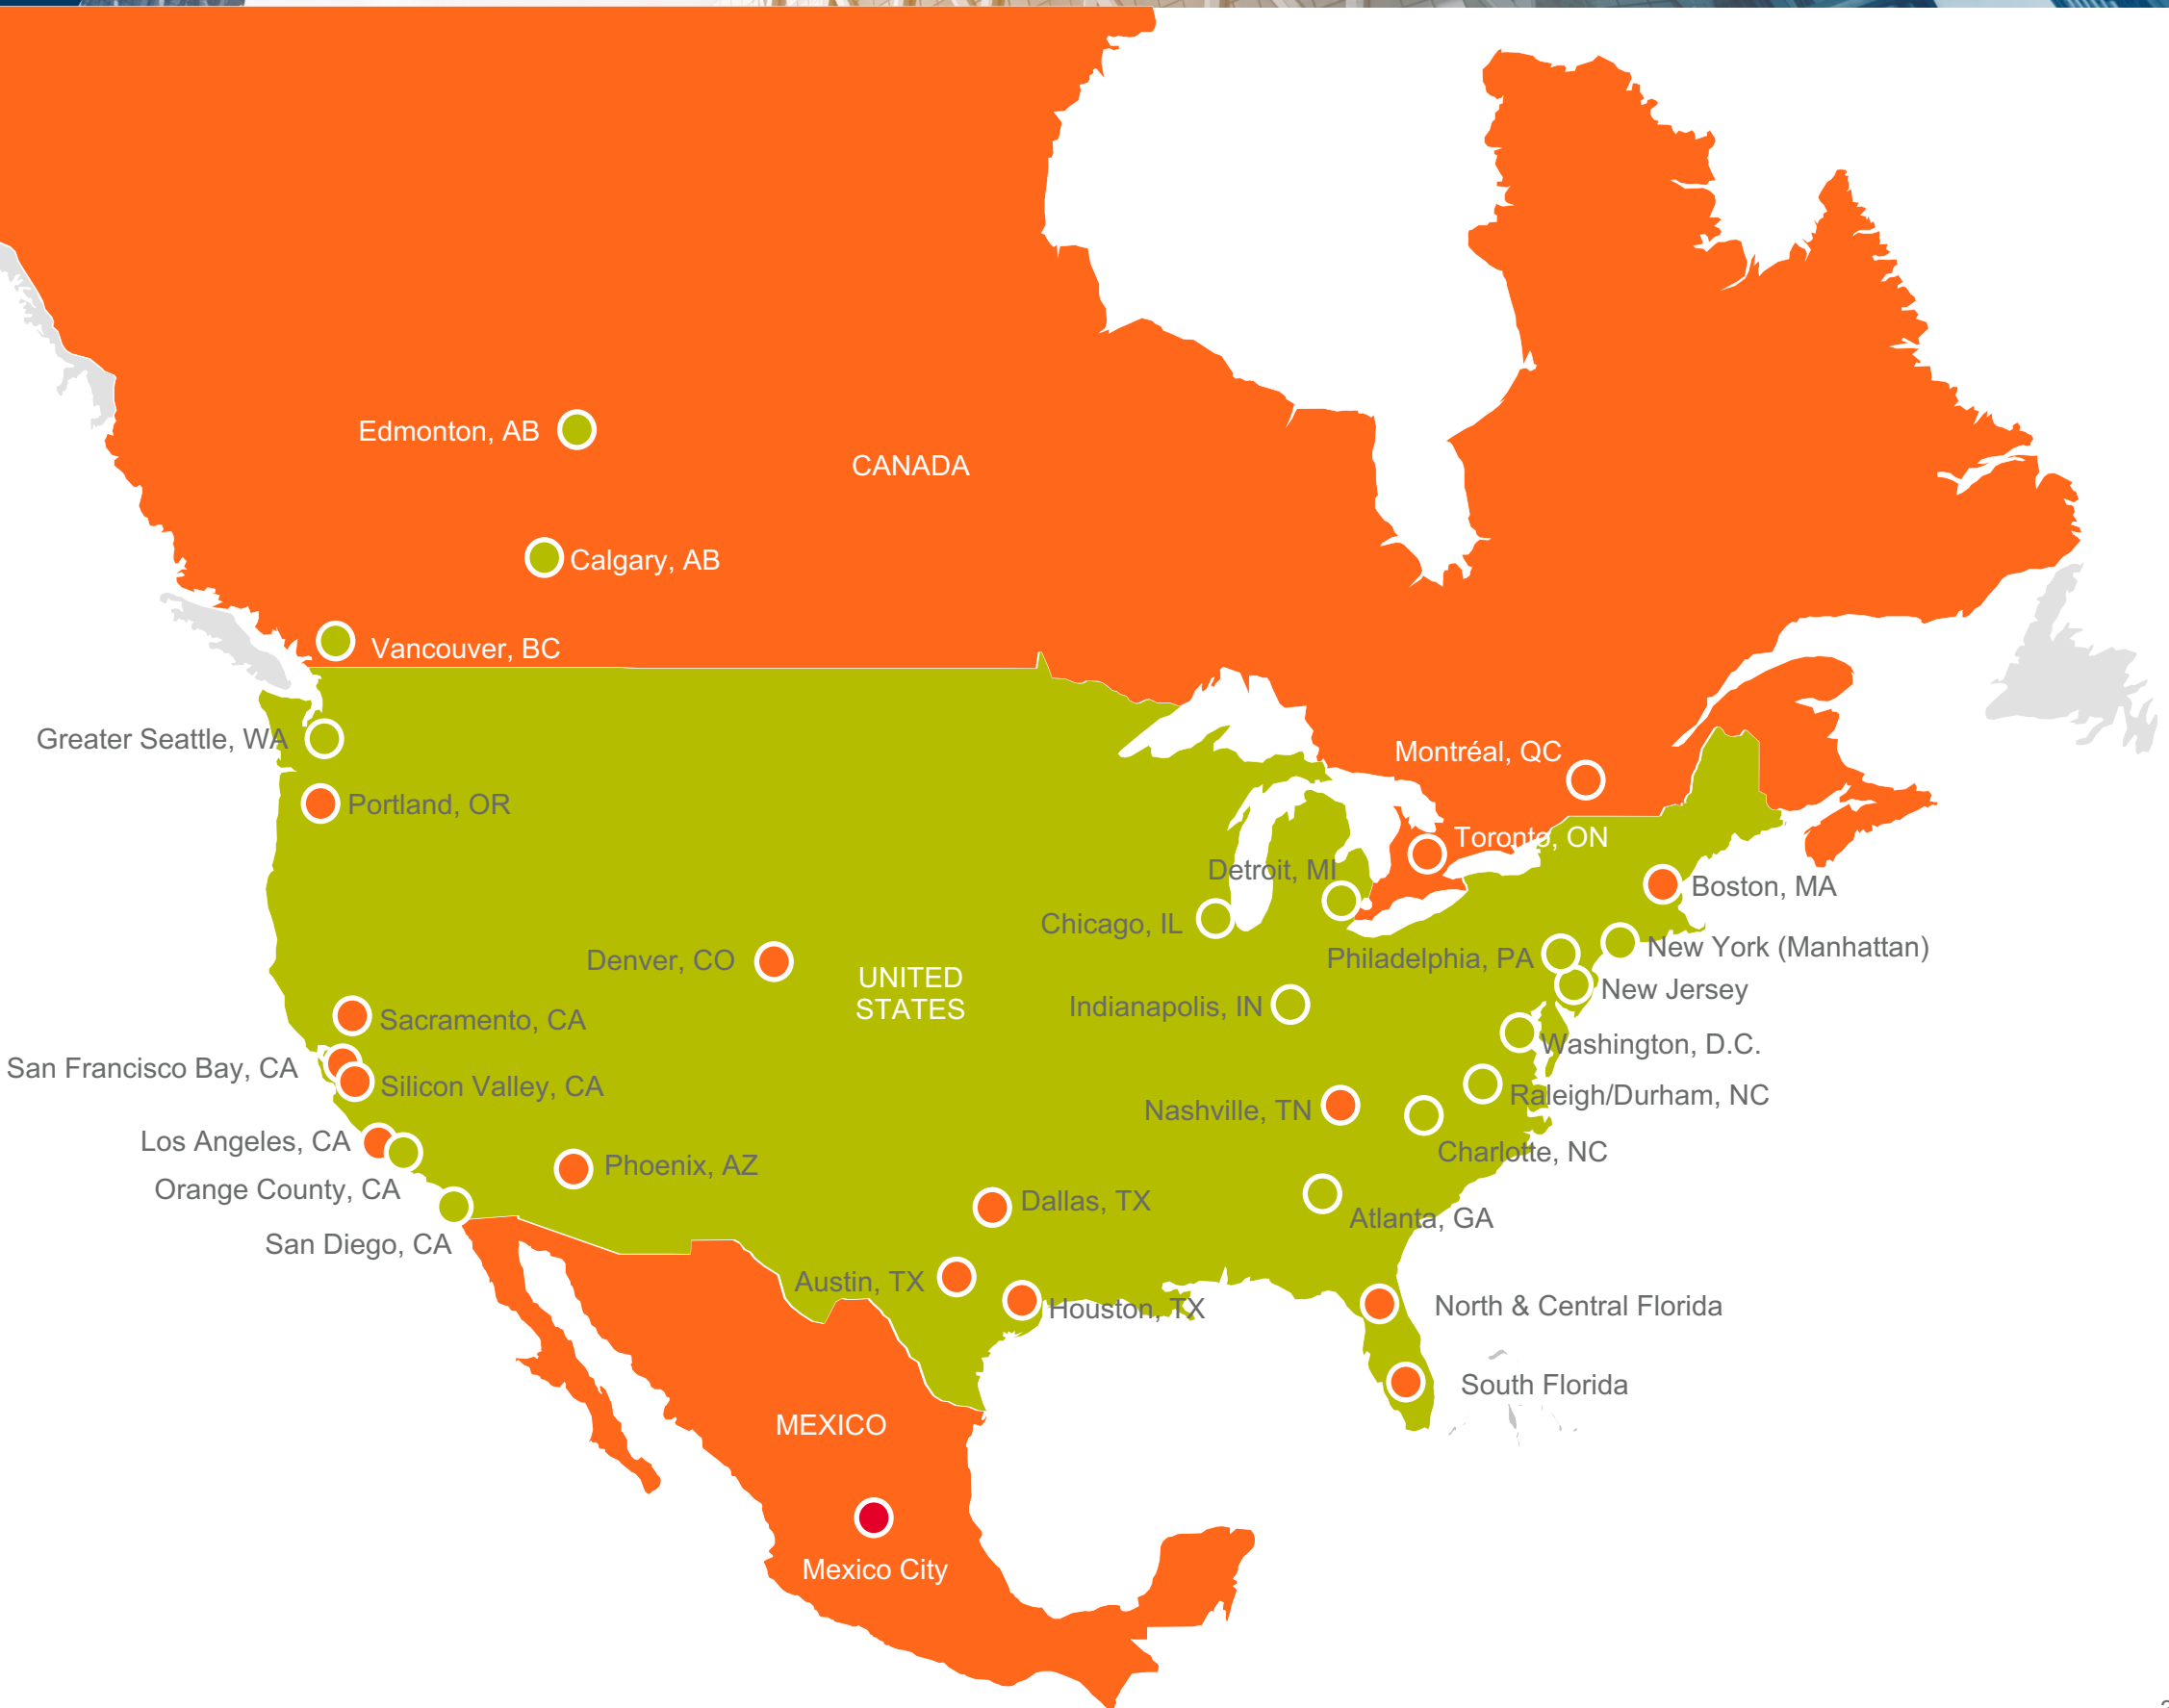 Edmonton, AB
CANADA
Calgary, AB
Vancouver, BC
Greater Seattle, WA
Montréal, QC
Portland, OR
Toronto, ON
Detroit, MI
Boston, MA
Chicago, IL
New York (Manhattan)
Philadelphia, PA
Denver, CO
UNITED
STATES
New Jersey
Indianapolis, IN
Sacramento, CA
Washington, D.C.
San Francisco Bay, CA
Silicon Valley, CA
Raleigh/Durham, NC
Nashville, TN
Los Angeles, CA
Charlotte, NC
Phoenix, AZ
Orange County, CA
Dallas, TX
Atlanta, GA
San Diego, CA
Austin, TX
North & Central Florida
Houston, TX
South Florida
MEXICO
Mexico City